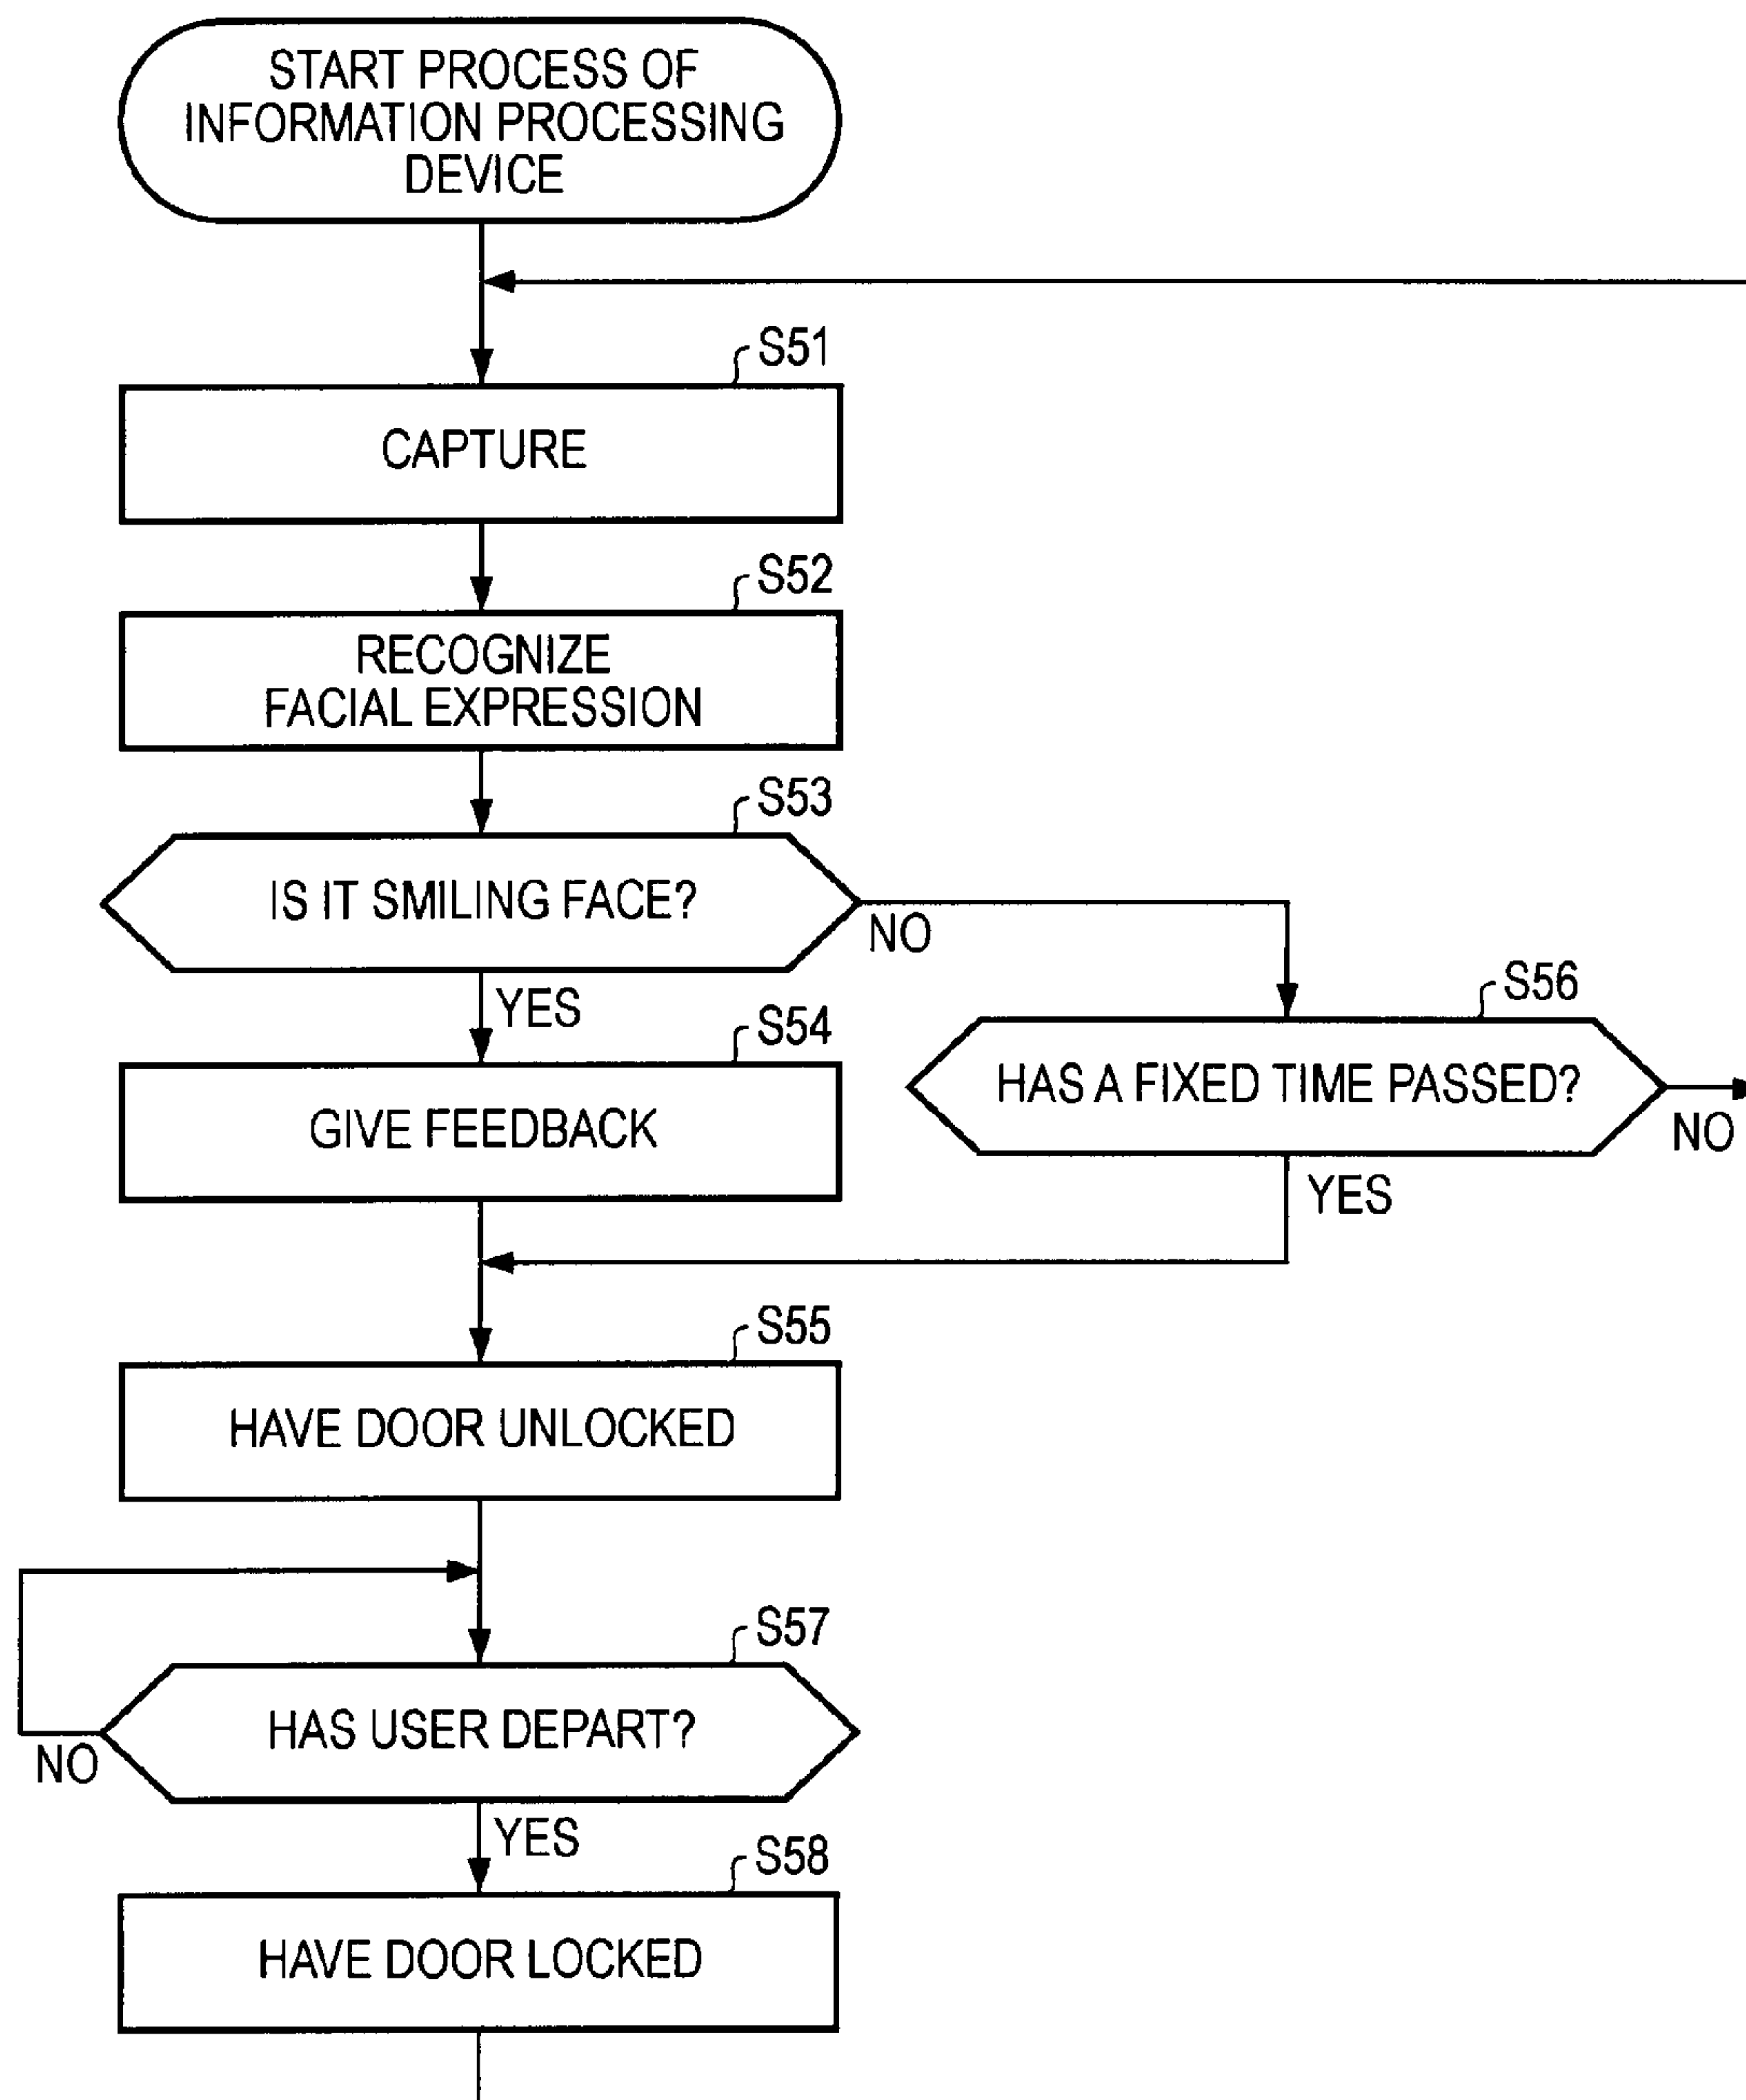 START PROCESS OF
INFORMATION PROCESSING
DEVICE
S51
CAPTURE
S52
RECOGNIZE
FACIAL EXPRESSION
S53
IS IT SMILING FACE?
NO
YES
S54
GIVE FEEDBACK
S56
HAS A FIXED TIME PASSED?
NO
YES
S55
HAVE DOOR UNLOCKED
S57
HAS USER DEPART?
NO
YES
S58
HAVE DOOR LOCKED